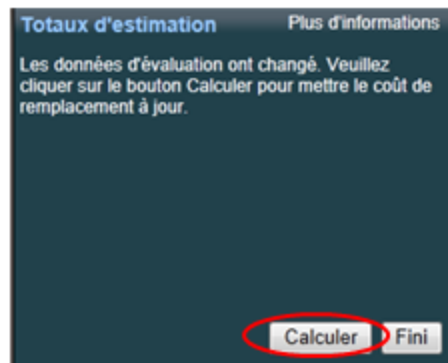 Totaux d'estimation Plus d'informations
Les données d'évaluation ont changé. Veuillez
cliquer sur le bouton Calculer pour mettre le coût de
remplacement à jour.
Calculer Fini